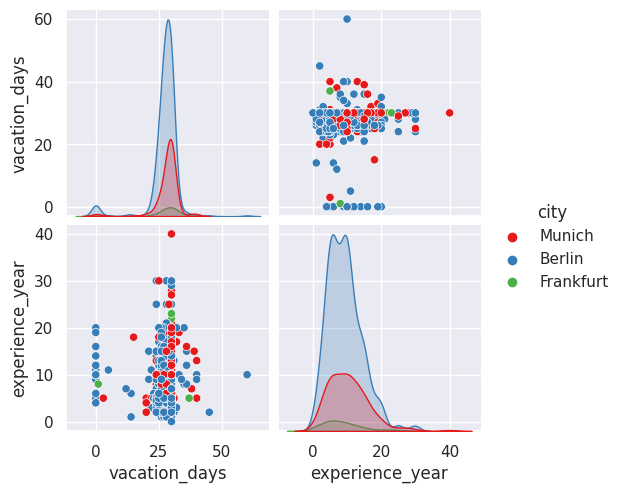 60
40
20
0
vacation_days
40
30
20
10
0
experience_year
0
25
50
vacation_days
0
20
40
experience_year
city
Munich
Berlin
Frankfurt